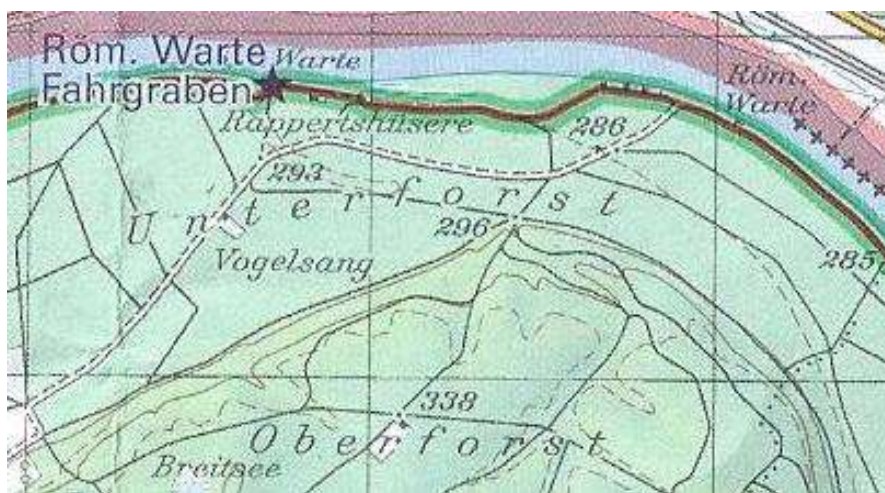 Röm. Warte
Warte
Fahrgraben
Röm.
Warte
Rappertshüsere
286
293
Unterforst
296
Vogelsang
285
338
Oberforst
Breitsee